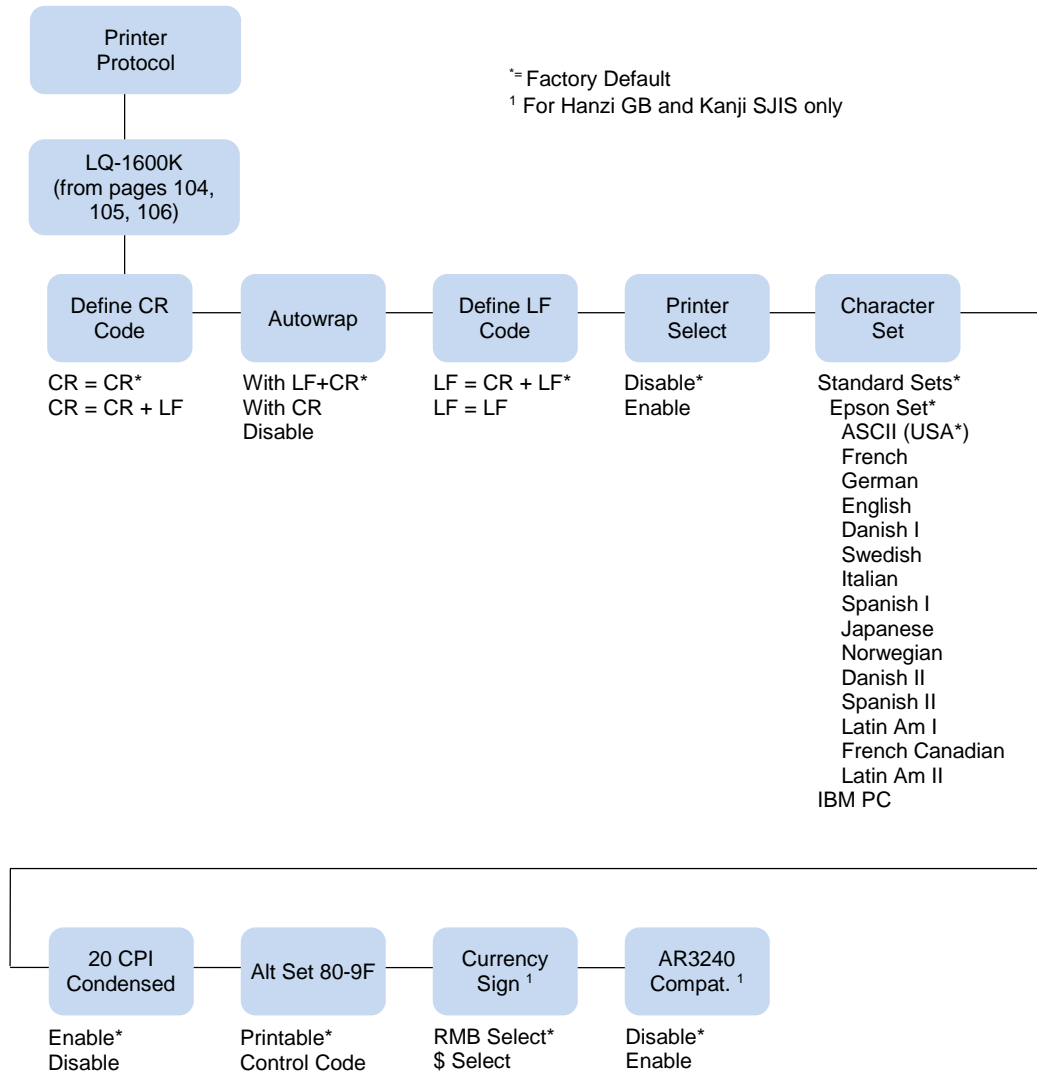 Printer
Protocol
*= Factory Default
1 For Hanzi GB and Kanji SJIS only
LQ-1600K
(from pages 104,
105, 106)
Define CR
Code
Autowrap
Define LF
Code
Printer
Select
Character
Set
CR = CR*
CR = CR + LF
With LF+CR*
With CR
Disable
LF = CR + LF*
LF = LF
Disable*
Enable
Standard Sets*
Epson Set*
ASCII (USA*)
French
German
English
Danish I
Swedish
Italian
Spanish I
Japanese
Norwegian
Danish II
Spanish II
Latin Am I
French Canadian
Latin Am II
IBM PC
20 CPI
Condensed
Alt Set 80-9F
Currency
Sign 1
AR3240
Compat. 1
Enable*
Disable
Printable*
Control Code
RMB Select*
$ Select
Disable*
Enable